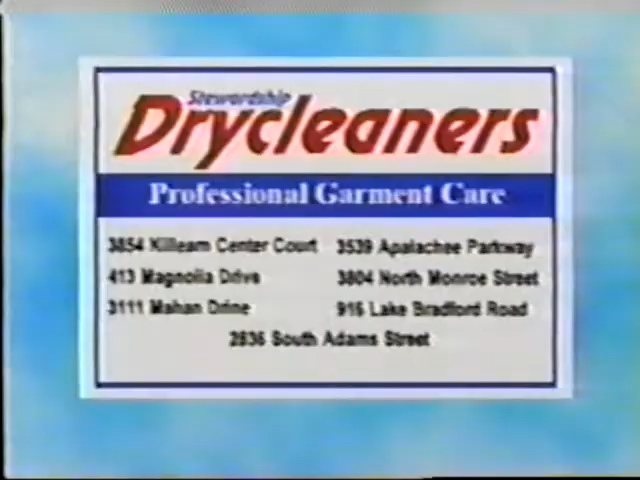 Stewardship
Drycleaners
Professional Garment Care
3854 Killearn Center Court
3539 Apalachee Parkway
413 Magnolia Drive
3804 North Monroe Street
3111 Mahan Drine
916 Lake Bradford Road
2836 South Adams Street